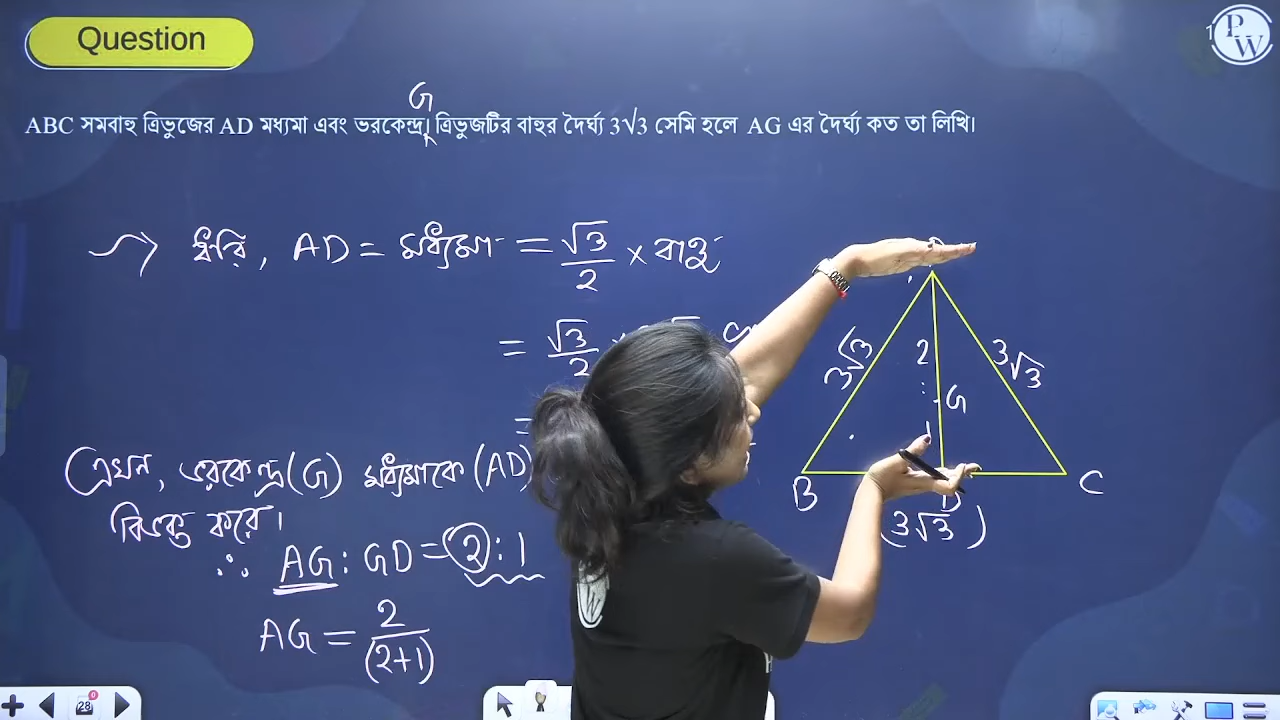 Question
PW
G
ABC সমবাহু ত্রিভুজের AD মধ্যমা এবং ভরকেন্দ্র। ত্রিভুজটির বাহুর দৈর্ঘ্য 3√3 সেমি হলে AG এর দৈর্ঘ্য কত তা লিখি।
ধরি, AD = মধ্যমা = √3/2 × বাহু
= √3/2
=
এখন, ভরকেন্দ্র(G) মধ্যমাকে (AD)
বিভক্ত করে।
∴ AG : GD = 2 : 1
AG = 2/(2+1)
3√3
2
3√3
G
1
B
D
C
(3√3)
28